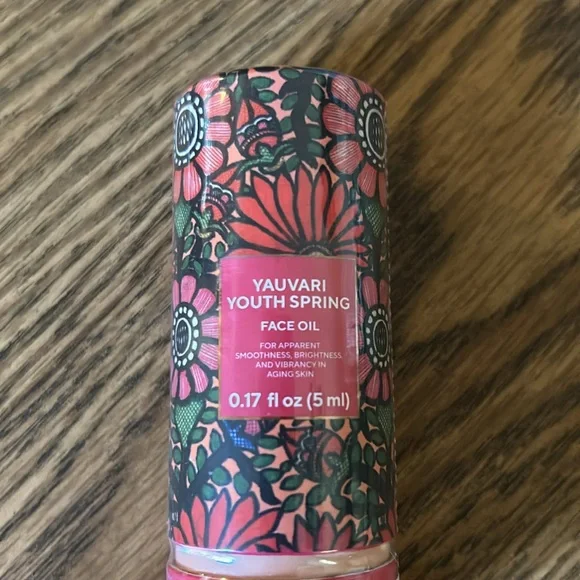 YAUVARI
YOUTH SPRING
FACE OIL
FOR APPARENT
SMOOTHNESS, BRIGHTNESS,
AND VIBRANCY IN
AGING SKIN
0.17 fl oz (5 ml)